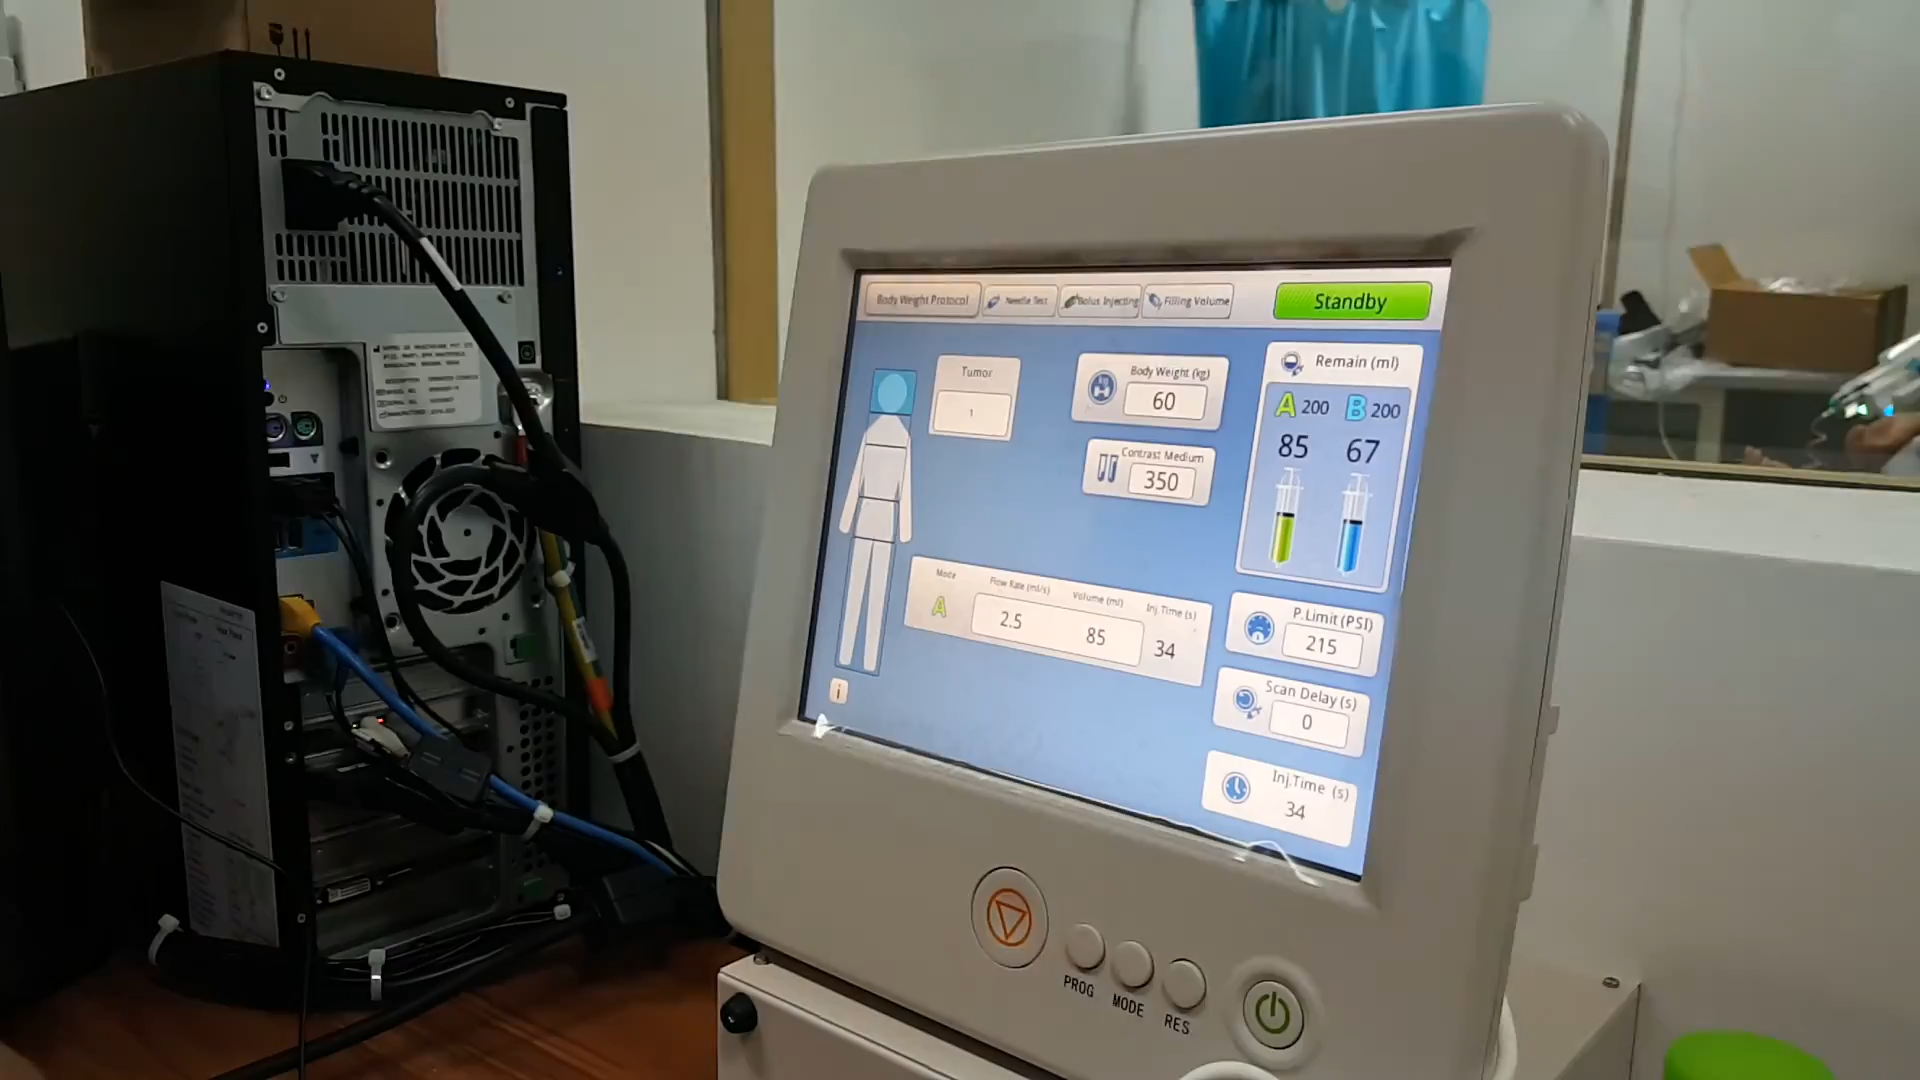 Body Weight Protocol
Needle Test
Bolus Injecting
Filling Volume
Standby
Tumor
1
Body Weight (kg)
60
Contrast Medium
350
Remain (ml)
A 200 B 200
85 67
Mode Flow Rate (ml/s) Volume (ml) Inj.Time (s)
A 2.5 85 34
P.Limit (PSI)
215
Scan Delay (s)
0
Inj.Time (s)
34
i
PROG
MODE
RES